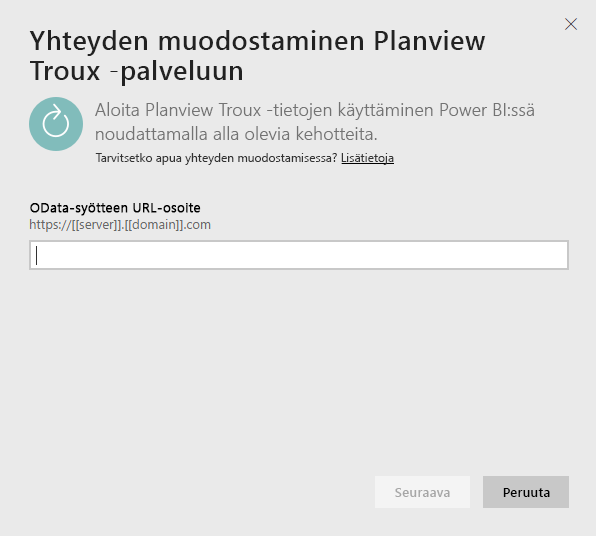 Yhteyden muodostaminen Planview
Troux -palveluun
Aloita Planview Troux -tietojen käyttäminen Power BI:ssä
noudattamalla alla olevia kehotteita.
Tarvitsetko apua yhteyden muodostamisessa? Lisätietoja
OData-syötteen URL-osoite
https://[[server]].[[domain]].com
Seuraava
Peruuta